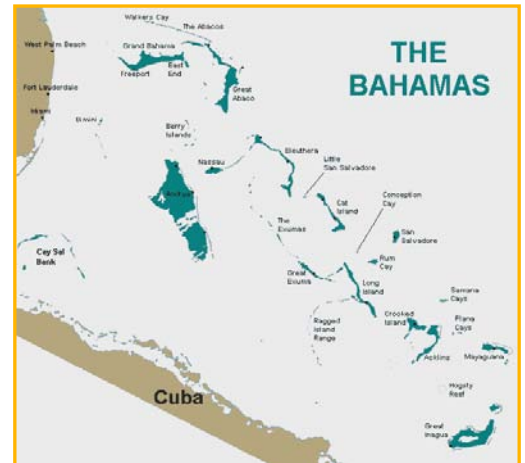 Walkers Cay
The Abacos
THE
BAHAMAS
West Palm Beach
Grand Bahama
East
End
Freeport
Great
Abaco
Fort Lauderdale
Miami
Bimini
Berry
Islands
Nassau
Eleuthera
Little
San Salvadore
Andros
Conception
Cay
Cat
Island
The
Exumas
San
Salvadore
Cay Sal
Bank
Rum
Cay
Great
Exuma
Long
Island
Samana
Cays
Crooked
Island
Plana
Cays
Ragged
Island
Range
Acklins
Mayaguana
Hogsty
Reef
Cuba
Great
Inagua